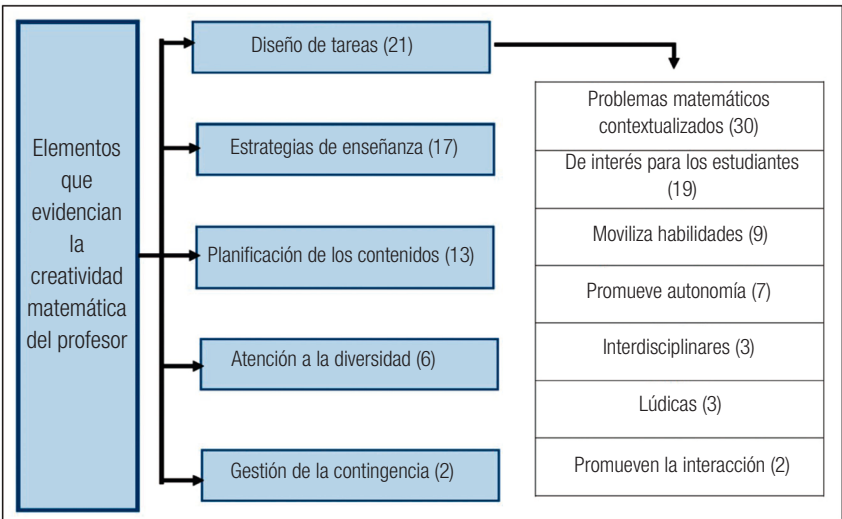 Elementos
que
evidencian
la
creatividad
matemática
del profesor
Diseño de tareas (21)
Estrategias de enseñanza (17)
Planificación de los contenidos (13)
Atención a la diversidad (6)
Gestión de la contingencia (2)
Problemas matemáticos
contextualizados (30)
De interés para los estudiantes
(19)
Moviliza habilidades (9)
Promueve autonomía (7)
Interdisciplinares (3)
Lúdicas (3)
Promueven la interacción (2)